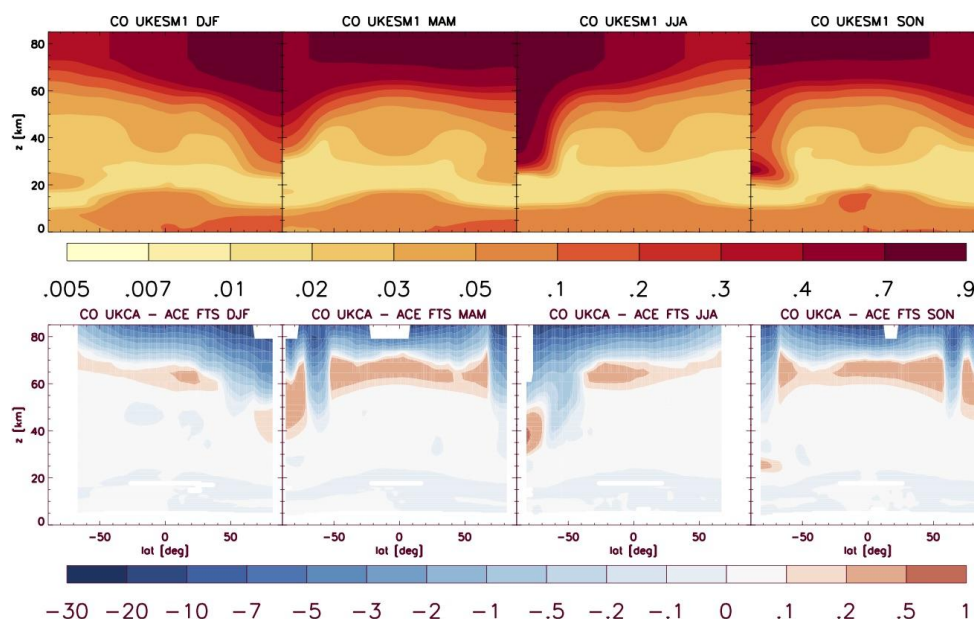 CO UKESM1 DJF CO UKESM1 MAM CO UKESM1 JJA CO UKESM1 SON
80
60
z [km]
40
20
0
.005 .007 .01 .02 .03 .05 .1 .2 .3 .4 .7 .9
CO UKCA − ACE FTS DJF CO UKCA − ACE FTS MAM CO UKCA − ACE FTS JJA CO UKCA − ACE FTS SON
80
60
z [km]
40
20
0
−50 0 50 −50 0 50 −50 0 50 −50 0 50
lat [deg] lat [deg] lat [deg] lat [deg]
−30 −20 −10 −7 −5 −3 −2 −1 −.5 −.2 −.1 0 .1 .2 .5 1